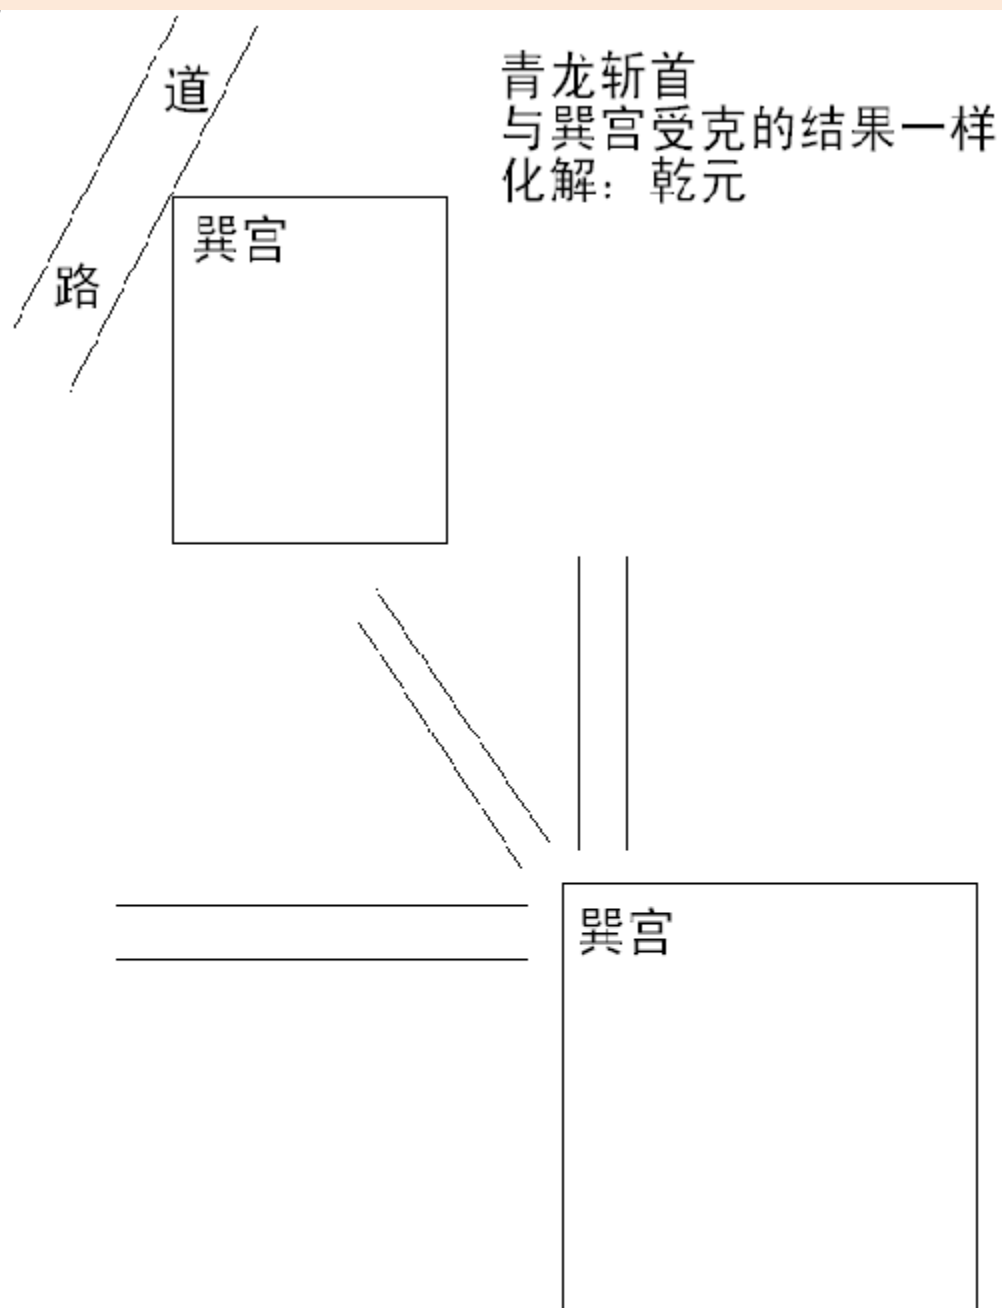 道
青龙斩首
与巽宫受克的结果一样
化解：乾元
巽宫
路
巽宫